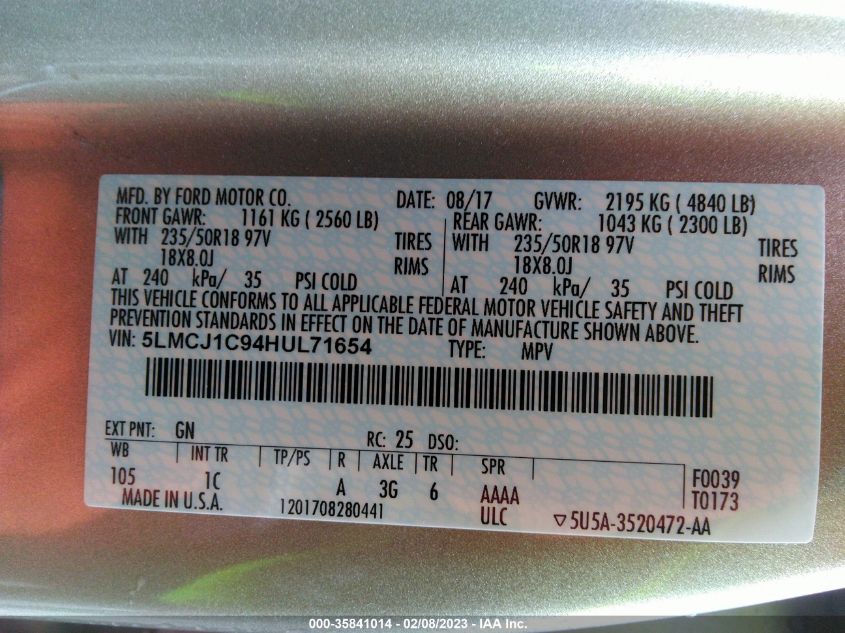 MFD. BY FORD MOTOR CO. DATE: 08/17 GVWR: 2195 KG ( 4840 LB)
FRONT GAWR: 1161 KG ( 2560 LB) REAR GAWR: 1043 KG ( 2300 LB)
WITH 235/50R18 97V TIRES WITH 235/50R18 97V TIRES
18X8.0J RIMS 18X8.0J RIMS
AT 240 kPa/ 35 PSI COLD AT 240 kPa/ 35 PSI COLD
THIS VEHICLE CONFORMS TO ALL APPLICABLE FEDERAL MOTOR VEHICLE SAFETY AND THEFT
PREVENTION STANDARDS IN EFFECT ON THE DATE OF MANUFACTURE SHOWN ABOVE.
VIN: 5LMCJ1C94HUL71654 TYPE: MPV
EXT PNT: GN RC: 25 DSO:
WB INT TR TP/PS R AXLE TR SPR F0039
105 1C A 3G 6 AAAA T0173
MADE IN U.S.A. 1201708280441 ULC ▽5U5A-3520472-AA
000-35841014 - 02/08/2023 - IAA Inc.